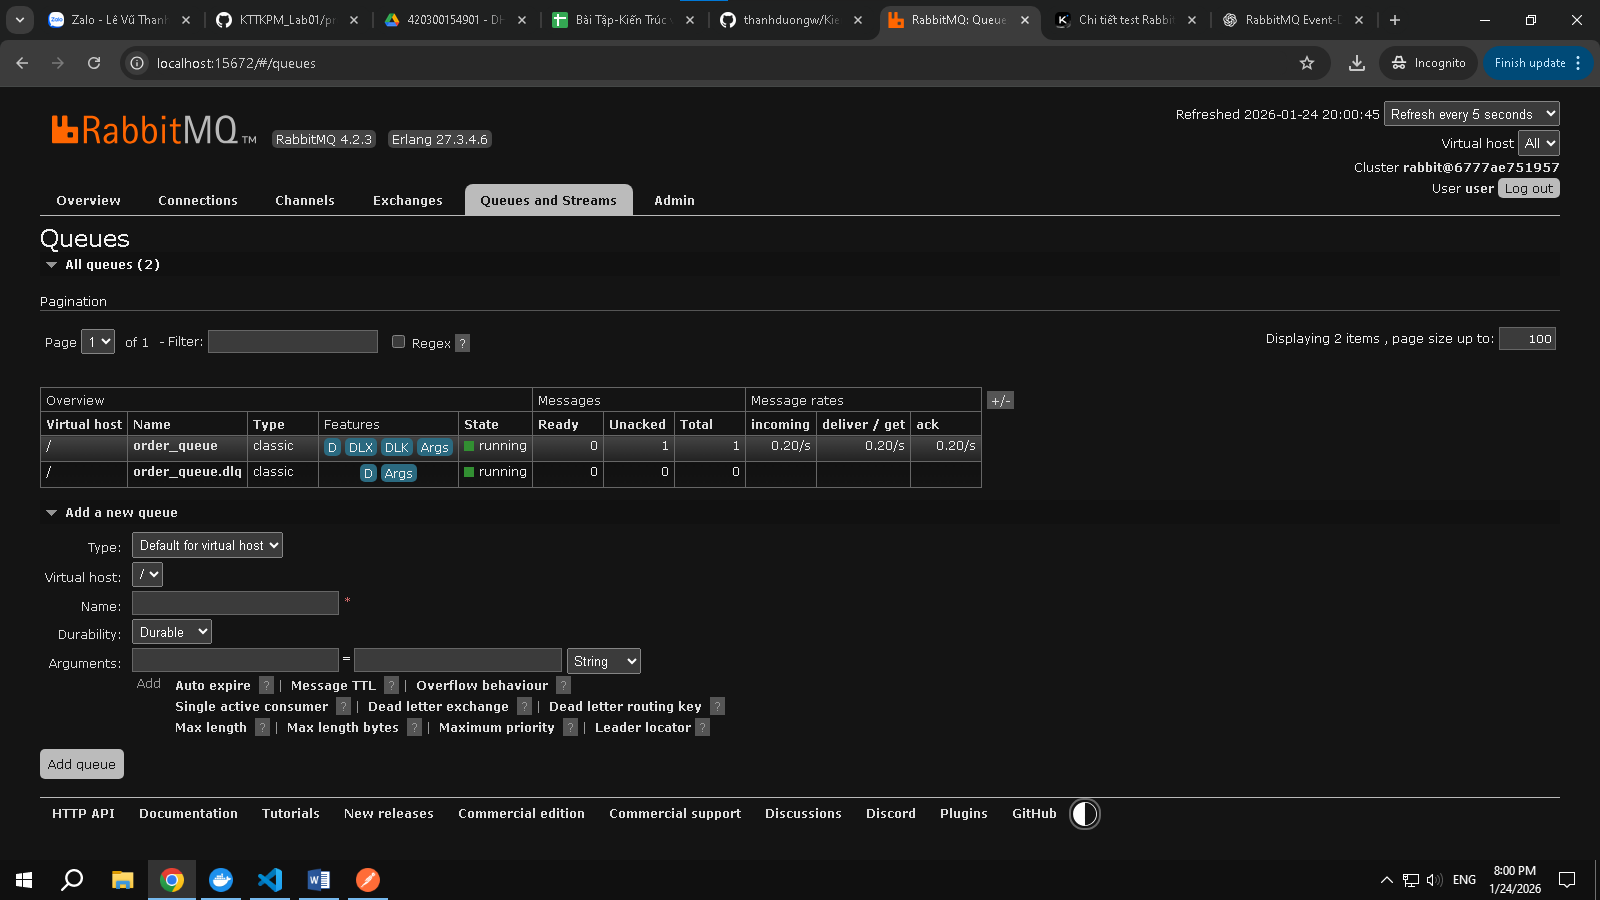 Zalo - Lê Vũ Thanh
KTTKPM_Lab01/pr
420300154901 - DH
Bài Tập-Kiến Trúc v
thanhduongw/Kie
RabbitMQ: Queue
Chi tiết test Rabbit
RabbitMQ Event-D
localhost:15672/#/queues
Incognito
Finish update
RabbitMQ TM
RabbitMQ 4.2.3
Erlang 27.3.4.6
Refreshed 2026-01-24 20:00:45 Refresh every 5 seconds
Virtual host All
Cluster rabbit@6777ae751957
User user Log out
Overview Connections Channels Exchanges Queues and Streams Admin
Queues
All queues (2)
Pagination
Page 1 of 1 - Filter: Regex ?
Displaying 2 items , page size up to: 100
Overview Messages Message rates +/-
Virtual host Name Type Features State Ready Unacked Total incoming deliver / get ack
/ order_queue classic D DLX DLK Args running 0 1 1 0.20/s 0.20/s 0.20/s
/ order_queue.dlq classic D Args running 0 0 0
Add a new queue
Type: Default for virtual host
Virtual host: /
Name: *
Durability: Durable
Arguments: = String
Add Auto expire ? | Message TTL ? | Overflow behaviour ?
Single active consumer ? | Dead letter exchange ? | Dead letter routing key ?
Max length ? | Max length bytes ? | Maximum priority ? | Leader locator ?
Add queue
HTTP API Documentation Tutorials New releases Commercial edition Commercial support Discussions Discord Plugins GitHub
ENG
8:00 PM
1/24/2026